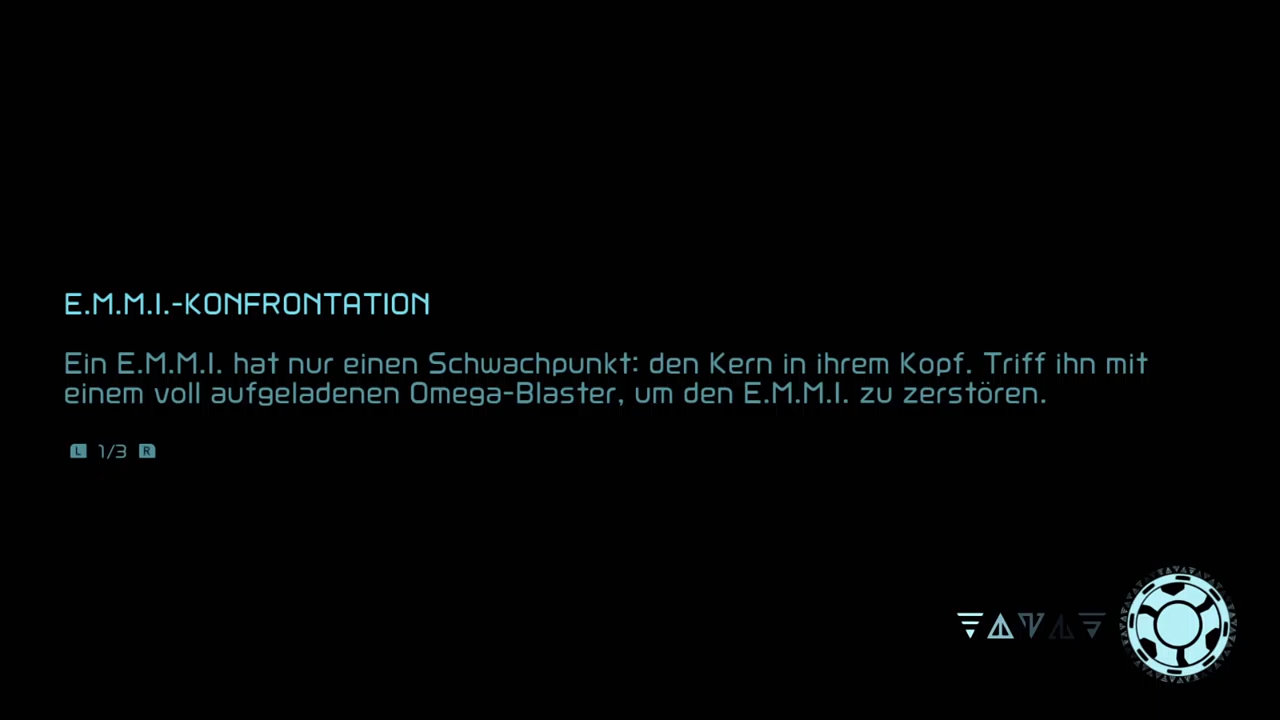 E.M.M.I.-KONFRONTATION
Ein E.M.M.I. hat nur einen Schwachpunkt: den Kern in ihrem Kopf. Triff ihn mit
einem voll aufgeladenen Omega-Blaster, um den E.M.M.I. zu zerstören.
L 1/3 R